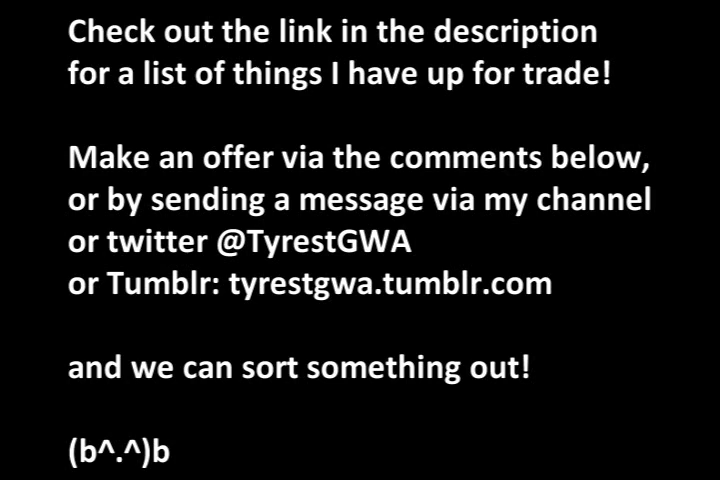 Check out the link in the description
for a list of things I have up for trade!
Make an offer via the comments below,
or by sending a message via my channel
or twitter @TyrestGWA
or Tumblr: tyrestgwa.tumblr.com
and we can sort something out!
(b^.^)b